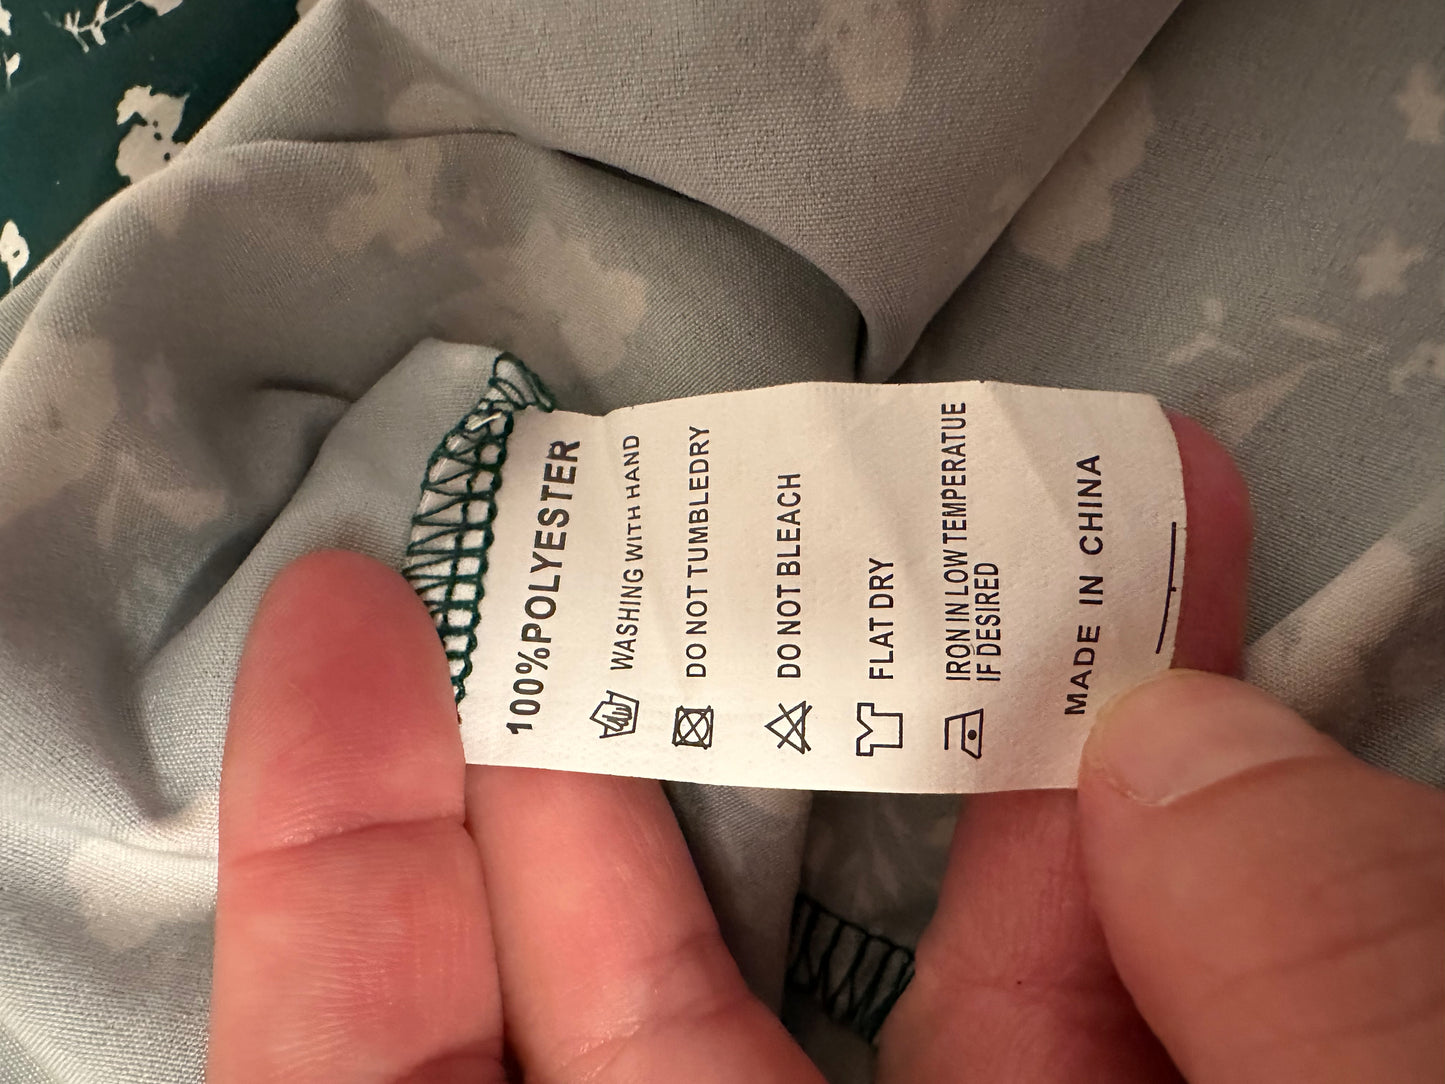 100%POLYESTER
WASHING WITH HAND
DO NOT TUMBLEDRY
DO NOT BLEACH
FLAT DRY
IRON IN LOW TEMPERATUE
IF DESIRED
MADE IN CHINA